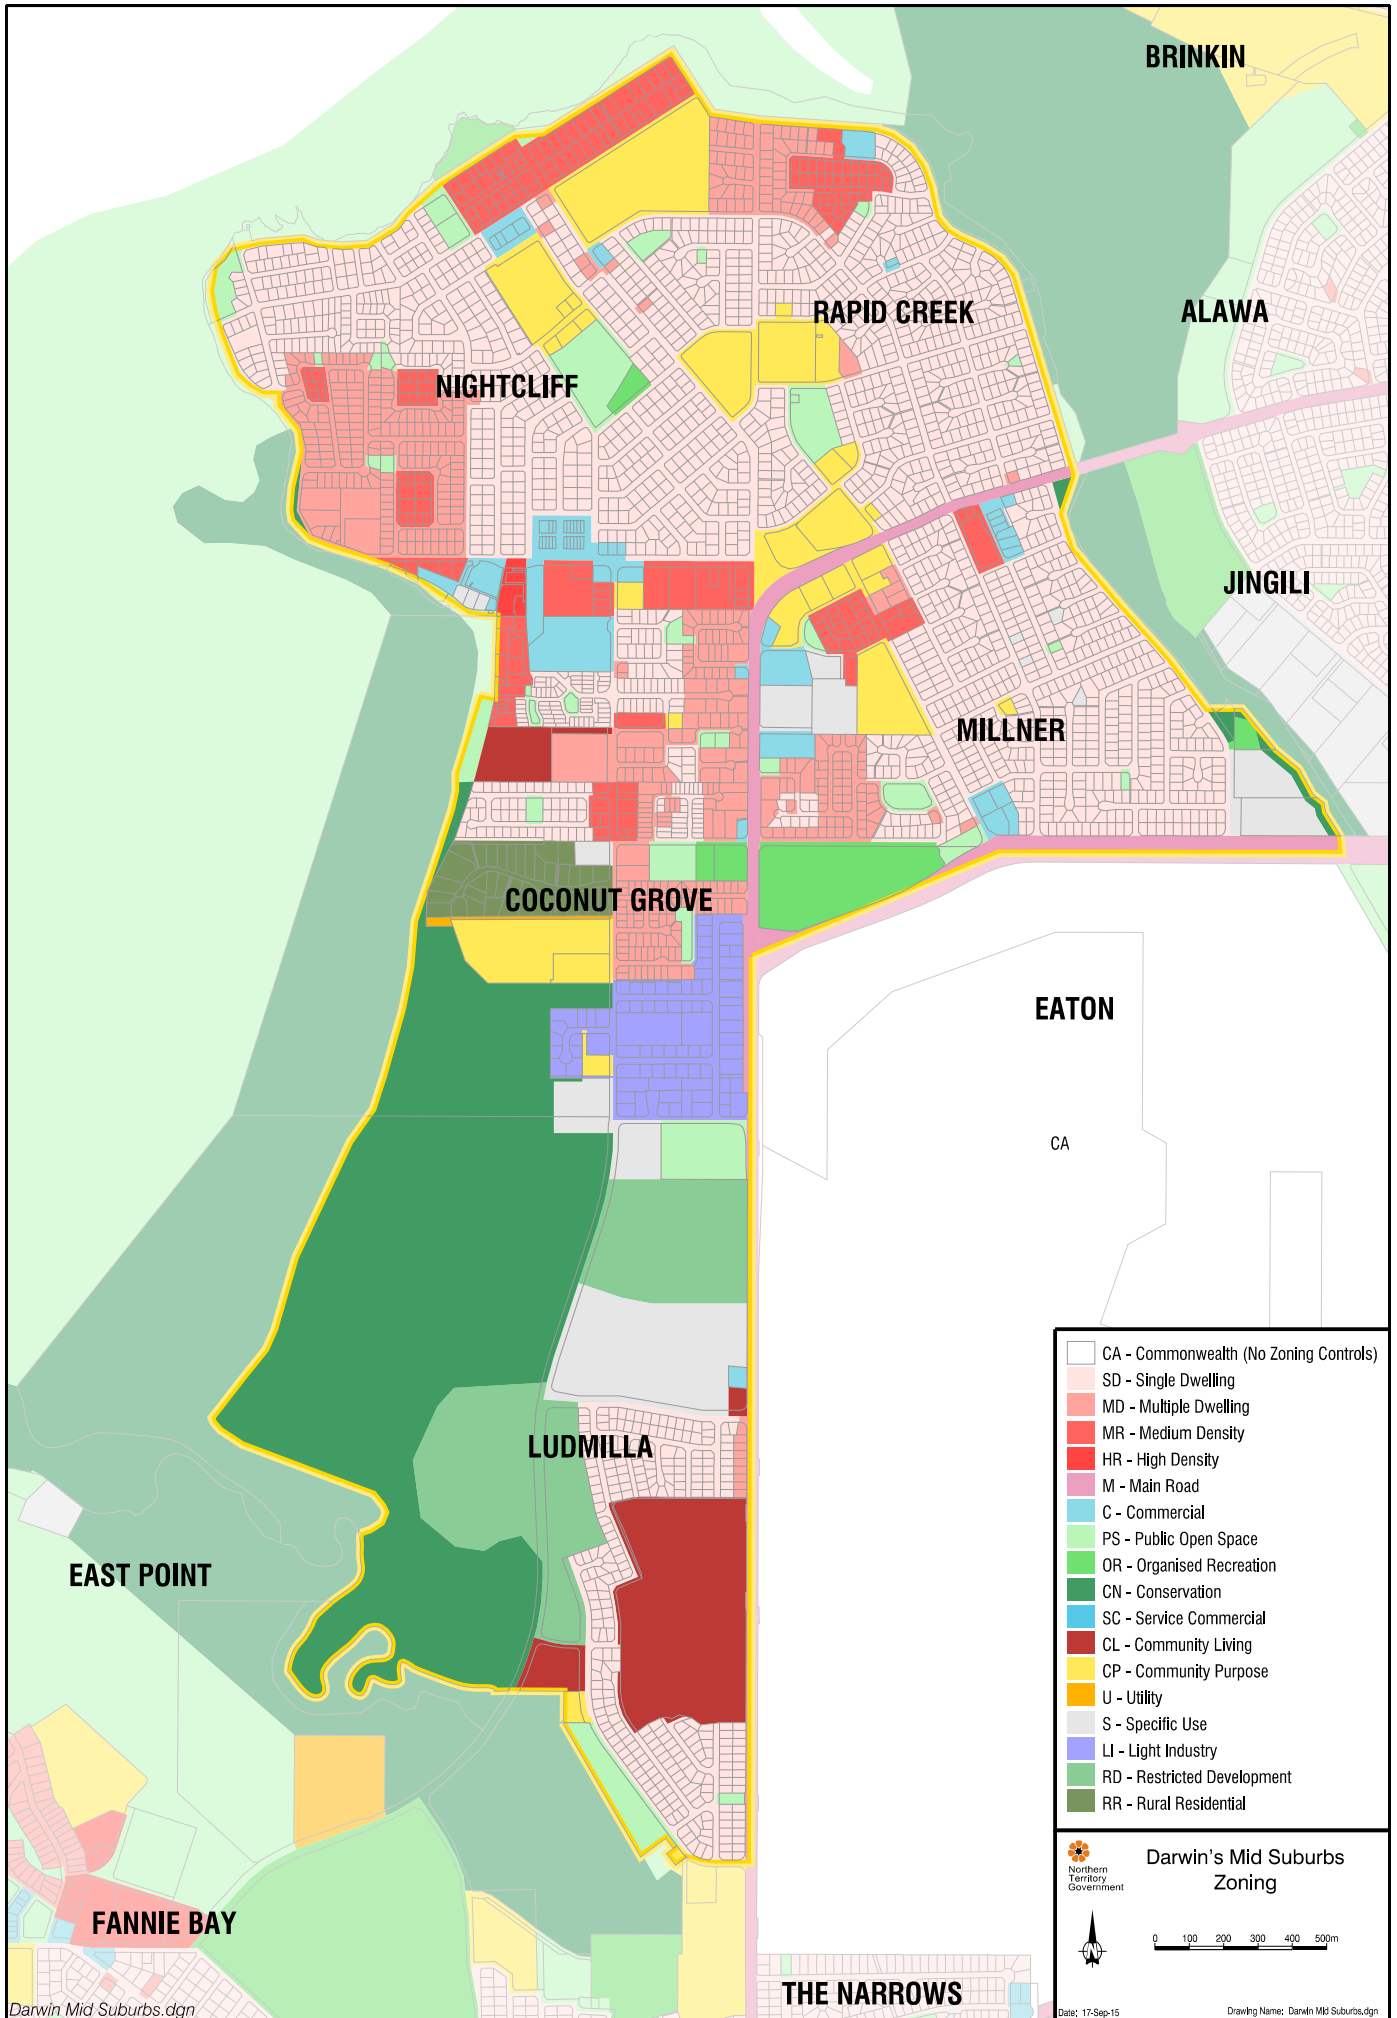 BRINKIN
RAPID CREEK
ALAWA
NIGHTCLIFF
JINGILI
MILLNER
COCONUT GROVE
EATON
CA
LUDMILLA
EAST POINT
FANNIE BAY
THE NARROWS
CA - Commonwealth (No Zoning Controls)
SD - Single Dwelling
MD - Multiple Dwelling
MR - Medium Density
HR - High Density
M - Main Road
C - Commercial
PS - Public Open Space
OR - Organised Recreation
CN - Conservation
SC - Service Commercial
CL - Community Living
CP - Community Purpose
U - Utility
S - Specific Use
LI - Light Industry
RD - Restricted Development
RR - Rural Residential
Northern
Territory
Government
Darwin's Mid Suburbs
Zoning
N
0 100 200 300 400 500m
Date: 17-Sep-15
Drawing Name: Darwin Mid Suburbs.dgn
Darwin Mid Suburbs.dgn